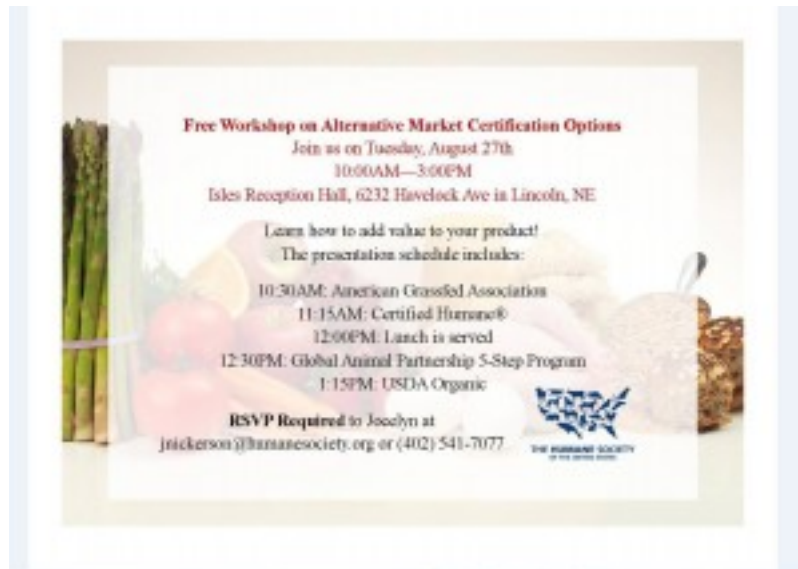 Free Workshop on Alternative Market Certification Options
Join us on Tuesday, August 27th
10:00AM—3:00PM
Isles Reception Hall, 6232 Havelock Ave in Lincoln, NE
Learn how to add value to your product!
The presentation schedule includes:
10:30AM: American Grassfed Association
11:15AM: Certified Humane®
12:00PM: Lunch is served
12:30PM: Global Animal Partnership 5-Step Program
1:15PM: USDA Organic
RSVP Required to Jocelyn at
jnickerson@humanesociety.org or (402) 541-7077
THE HUMANE SOCIETY
OF THE UNITED STATES